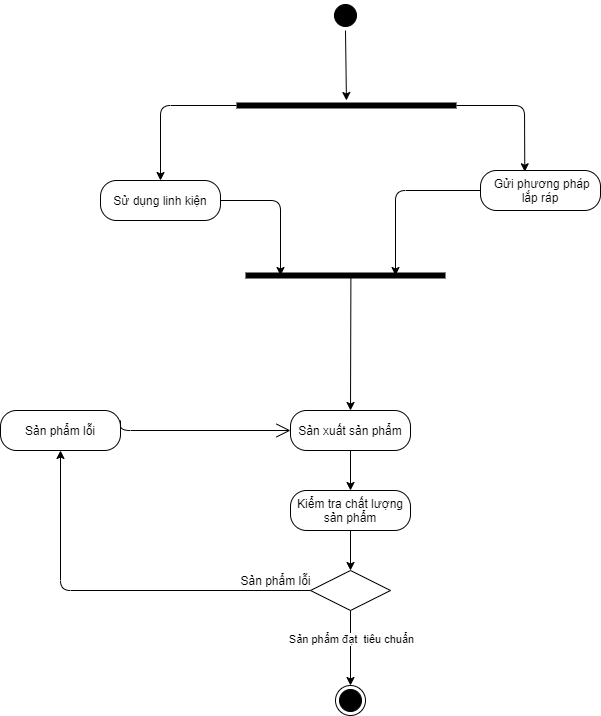 Sử dụng linh kiện
Gửi phương pháp
lắp ráp
Sản phẩm lỗi
Sản xuất sản phẩm
Kiểm tra chất lượng
sản phẩm
Sản phẩm lỗi
Sản phẩm đạt tiêu chuẩn